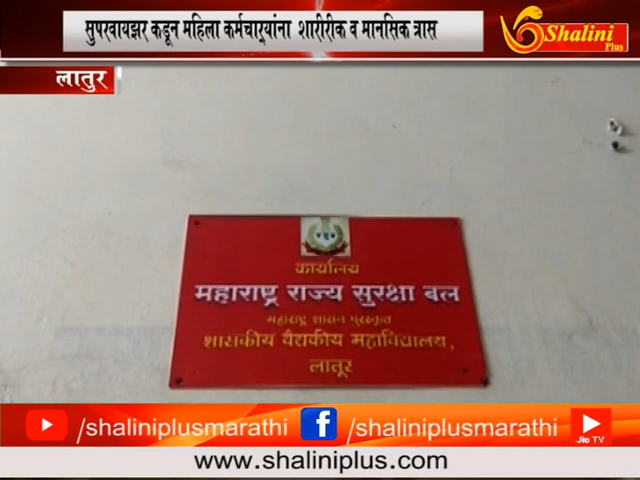 सुपरवायझर कडून महिला कर्मचाऱ्यांना शारीरीक व मानसिक त्रास
Shalini
Plus
लातुर
कार्यालय
महाराष्ट्र राज्य सुरक्षा बल
महाराष्ट्र शासन पुरस्कृत
शासकीय वैद्यकीय महाविद्यालय,
लातूर
/shaliniplusmarathi
/shaliniplusmarathi
Jio TV
www.shaliniplus.com